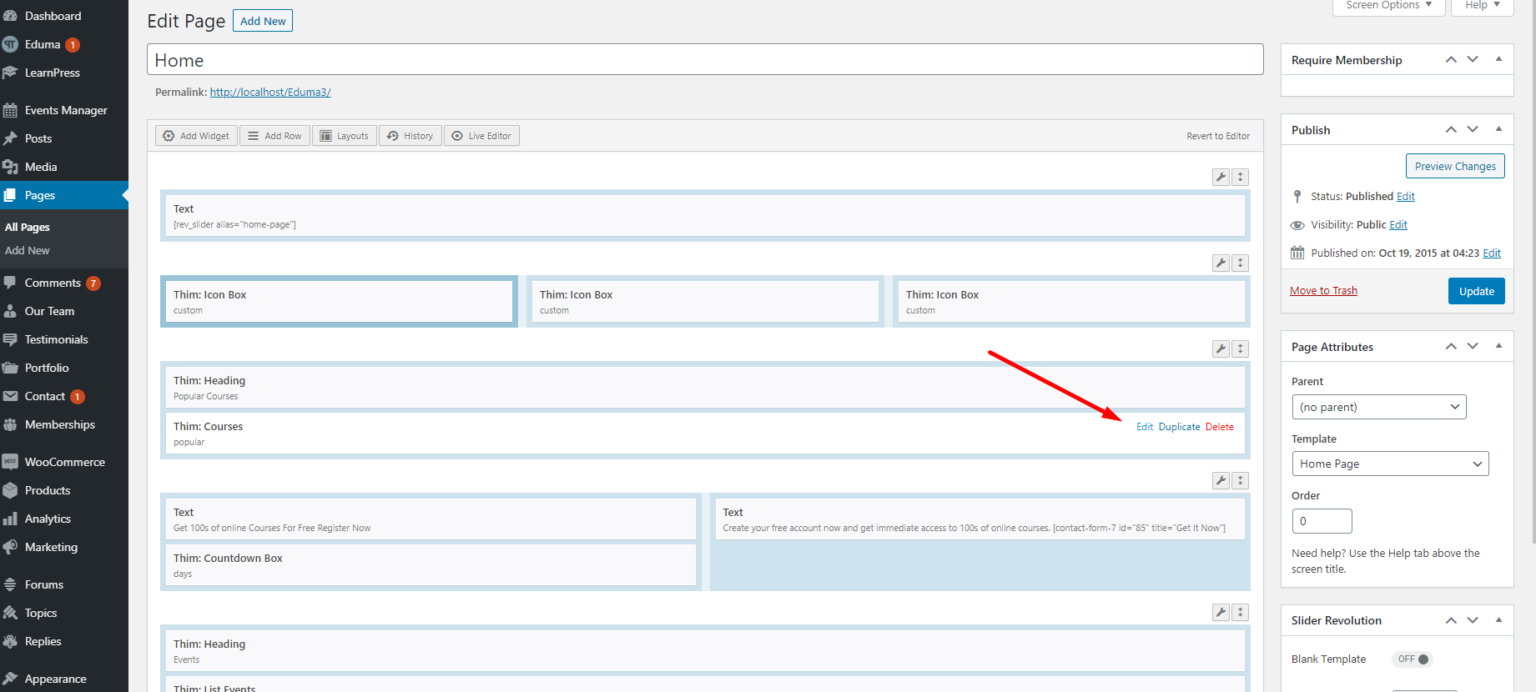 Dashboard
Eduma 1
LearnPress
Events Manager
Posts
Media
Pages
All Pages
Add New
Comments 7
Our Team
Testimonials
Portfolio
Contact 1
Memberships
WooCommerce
Products
Analytics
Marketing
Forums
Topics
Replies
Appearance
Screen Options
Help
Edit Page Add New
Home
Permalink: http://localhost/Eduma3/
Add Widget Add Row Layouts History Live Editor Revert to Editor
Text
[rev_slider alias="home-page"]
Thim: Icon Box
custom
Thim: Icon Box
custom
Thim: Icon Box
custom
Thim: Heading
Popular Courses
Thim: Courses
popular
Edit Duplicate Delete
Text
Get 100s of online Courses For Free Register Now
Thim: Countdown Box
days
Text
Create your free account now and get immediate access to 100s of online courses. [contact-form-7 id="85" title="Get It Now"]
Thim: Heading
Events
Thim: List Events
Require Membership
Publish
Preview Changes
Status: Published Edit
Visibility: Public Edit
Published on: Oct 19, 2015 at 04:23 Edit
Move to Trash Update
Page Attributes
Parent
(no parent)
Template
Home Page
Order
0
Need help? Use the Help tab above the
screen title.
Slider Revolution
Blank Template OFF